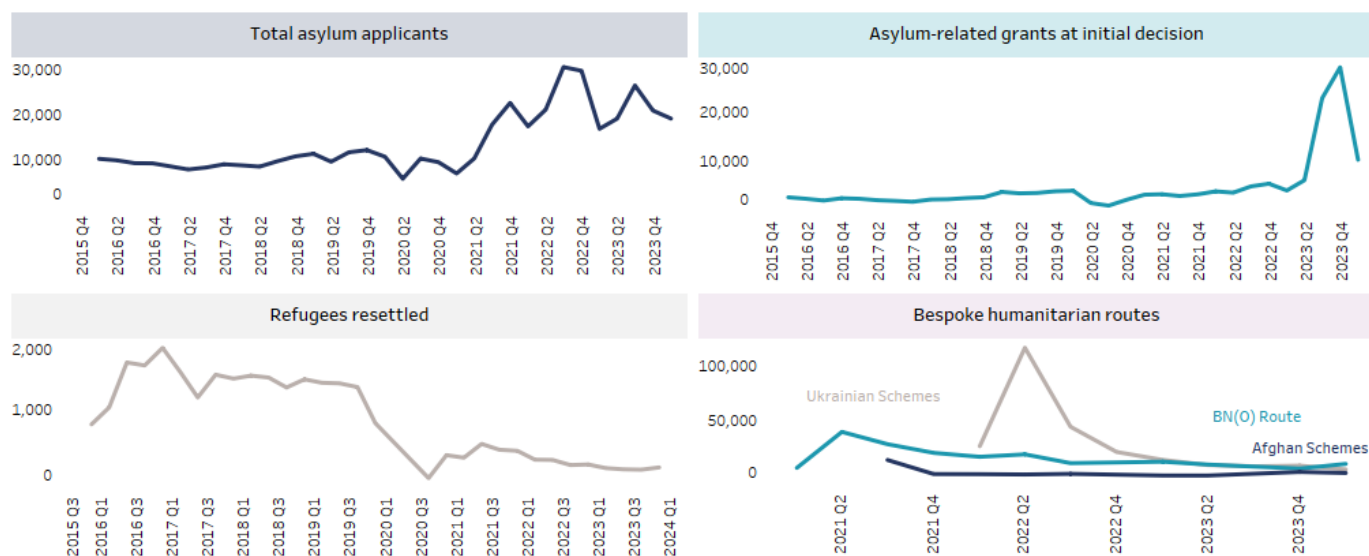 Total asylum applicants
30,000
20,000
10,000
0
2015 Q4
2016 Q2
2016 Q4
2017 Q2
2017 Q4
2018 Q2
2018 Q4
2019 Q2
2019 Q4
2020 Q2
2020 Q4
2021 Q2
2021 Q4
2022 Q2
2022 Q4
2023 Q2
2023 Q4
Asylum-related grants at initial decision
30,000
20,000
10,000
0
2015 Q4
2016 Q2
2016 Q4
2017 Q2
2017 Q4
2018 Q2
2018 Q4
2019 Q2
2019 Q4
2020 Q2
2020 Q4
2021 Q2
2021 Q4
2022 Q2
2022 Q4
2023 Q2
2023 Q4
Refugees resettled
2,000
1,000
0
2015 Q3
2016 Q1
2016 Q3
2017 Q1
2017 Q3
2018 Q1
2018 Q3
2019 Q1
2019 Q3
2020 Q1
2020 Q3
2021 Q1
2021 Q3
2022 Q1
2022 Q3
2023 Q1
2023 Q3
2024 Q1
Bespoke humanitarian routes
100,000
50,000
0
Ukrainian Schemes
BN(O) Route
Afghan Schemes
2021 Q2
2021 Q4
2022 Q2
2022 Q4
2023 Q2
2023 Q4